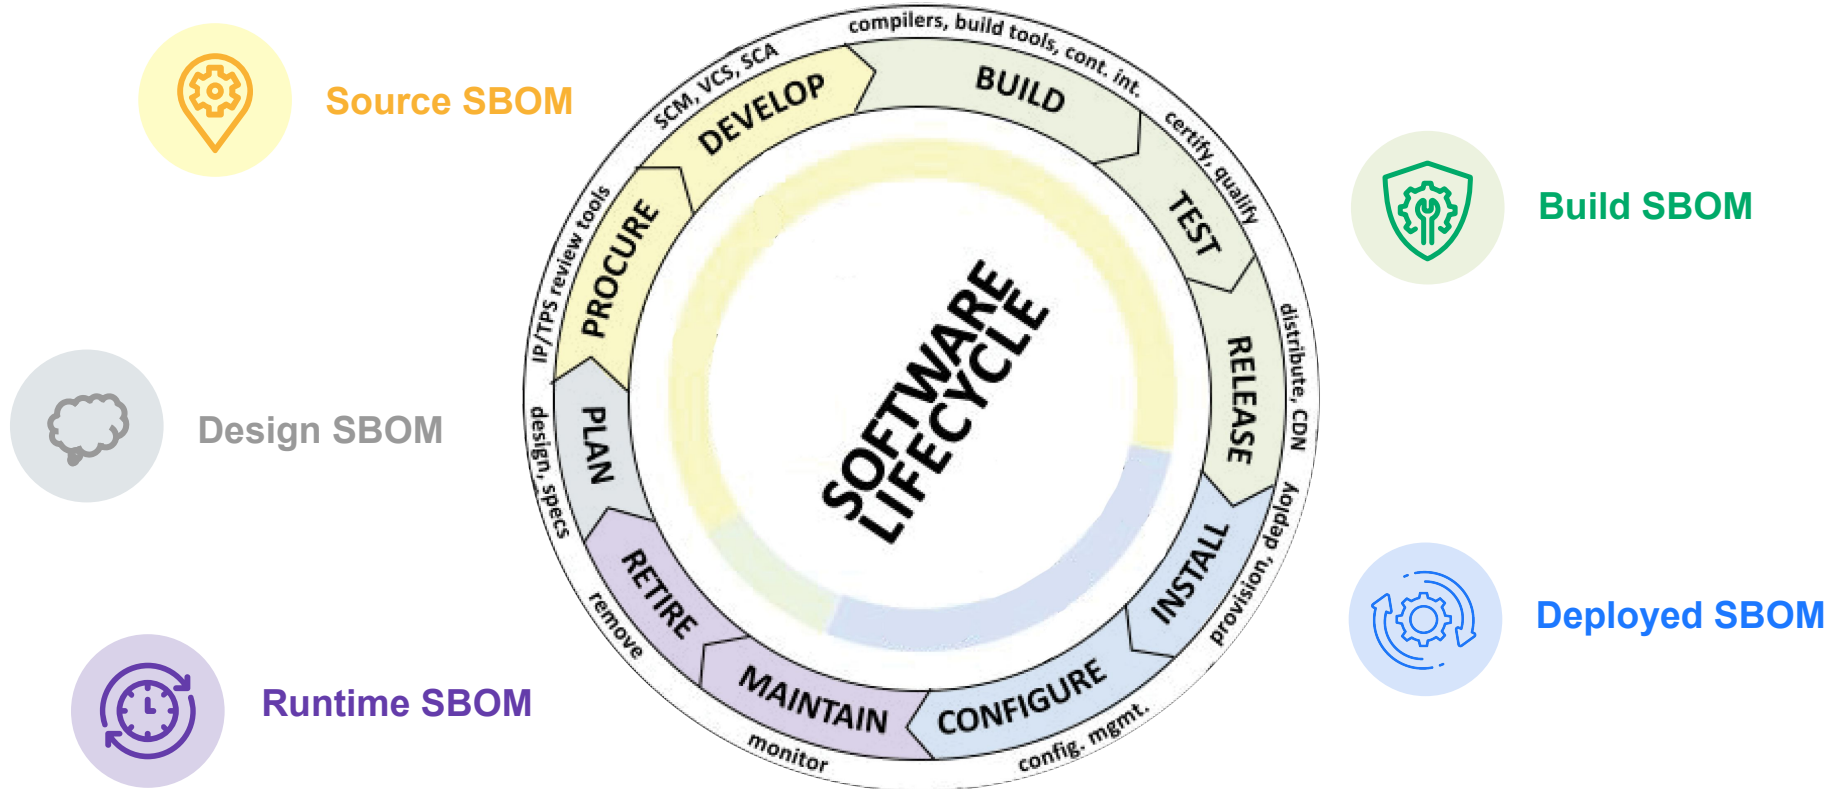 Source SBOM
Design SBOM
Runtime SBOM
Build SBOM
Deployed SBOM
SOFTWARE
LIFECYCLE
PLAN
PROCURE
DEVELOP
BUILD
TEST
RELEASE
INSTALL
CONFIGURE
MAINTAIN
RETIRE
design, specs
IP/TPS review tools
SCM, VCS, SCA
compilers, build tools, cont. int.
certify, qualify
distribute, CDN
provision, deploy
config. mgmt.
monitor
remove